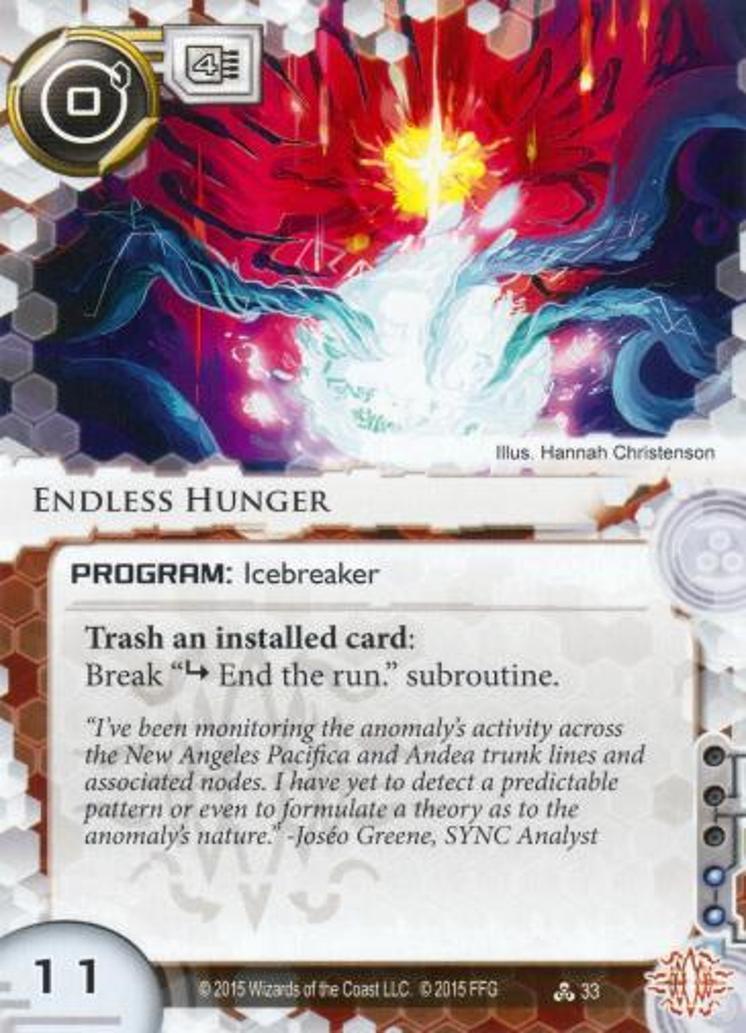 4
Illus. Hannah Christenson
ENDLESS HUNGER
PROGRAM: Icebreaker
Trash an installed card:
Break “↳ End the run.” subroutine.
“I've been monitoring the anomaly's activity across
the New Angeles Pacifica and Andea trunk lines and
associated nodes. I have yet to detect a predictable
pattern or even to formulate a theory as to the
anomaly's nature.” -Joséo Greene, SYNC Analyst
11
© 2015 Wizards of the Coast LLC. © 2015 FFG
33